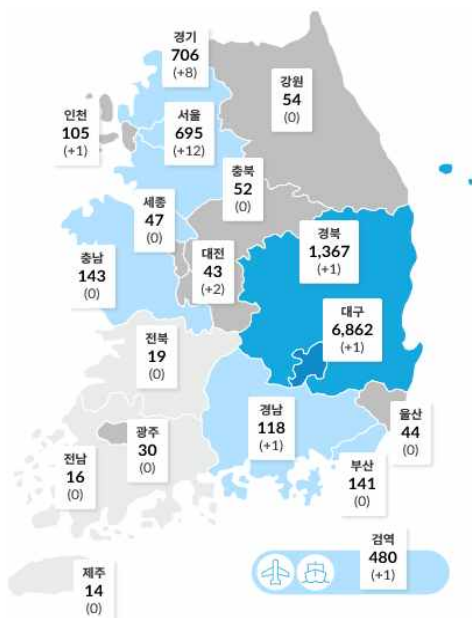 경기
706
(+8)
강원
54
(0)
인천
105
(+1)
서울
695
(+12)
충북
52
(0)
세종
47
(0)
경북
1,367
(+1)
충남
143
(0)
대전
43
(+2)
대구
6,862
(+1)
전북
19
(0)
경남
118
(+1)
울산
44
(0)
광주
30
(0)
전남
16
(0)
부산
141
(0)
검역
480
(+1)
제주
14
(0)